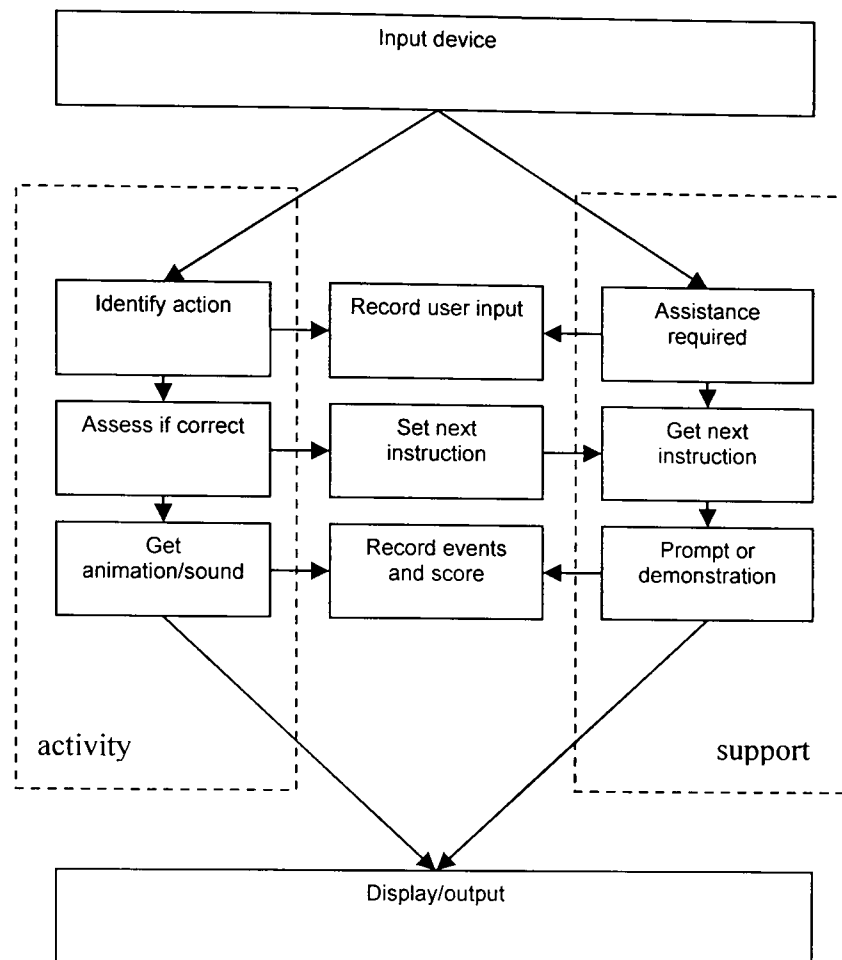 Input device
Identify action
Record user input
Assistance
required
Assess if correct
Set next
instruction
Get next
instruction
Get
animation/sound
Record events
and score
Prompt or
demonstration
activity
support
Display/output